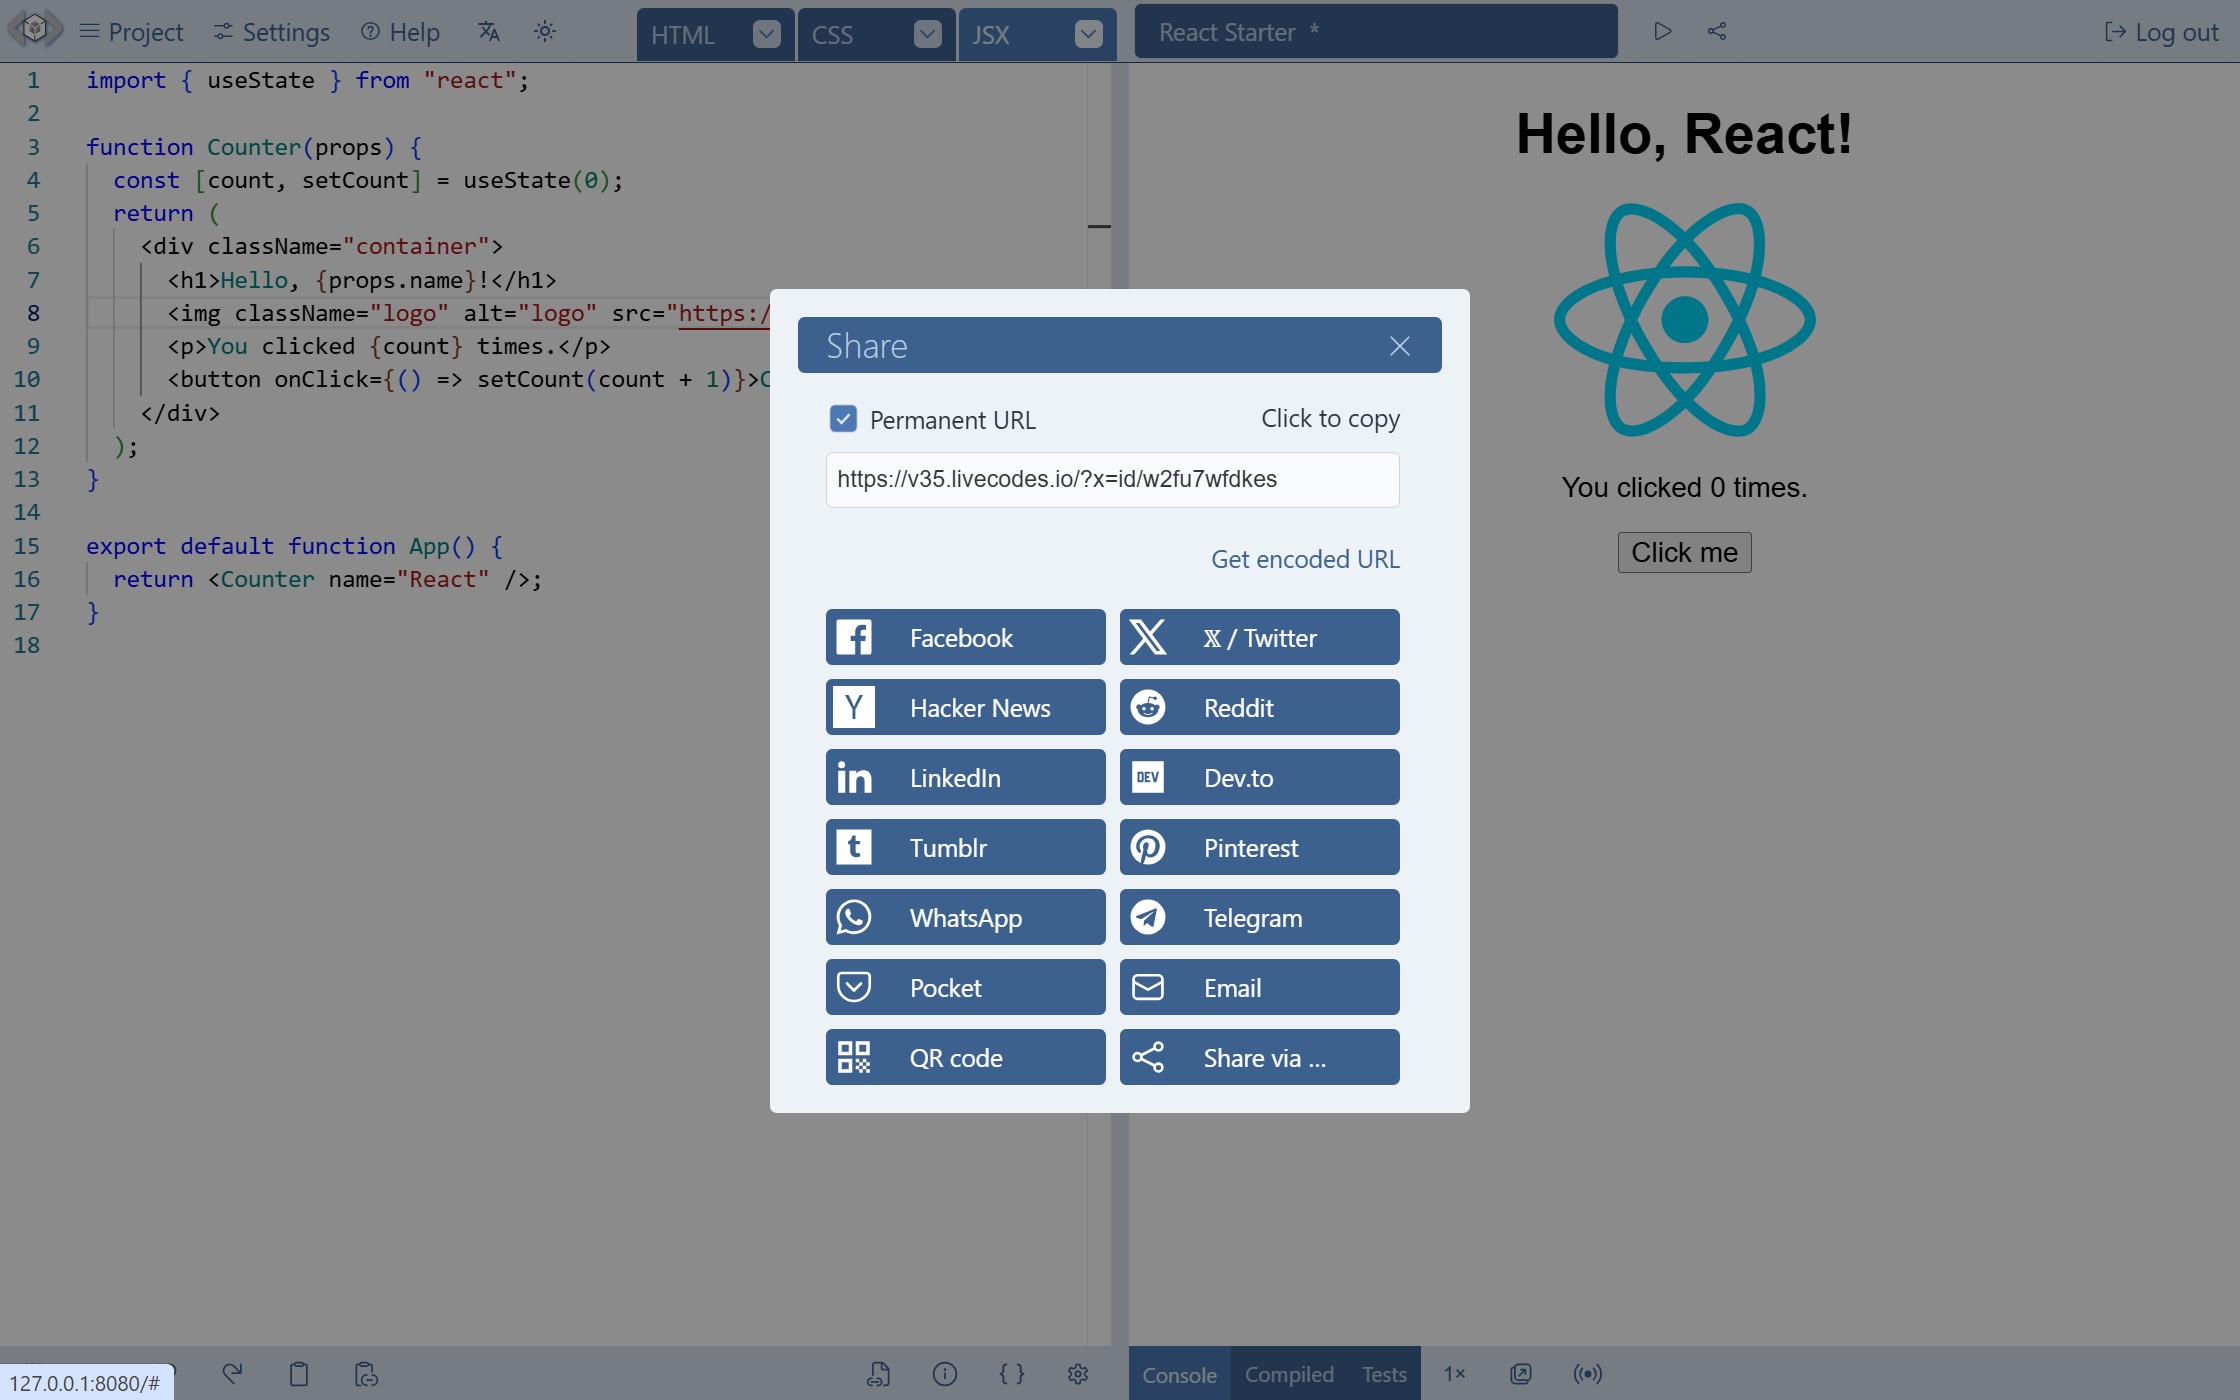 Project Settings Help HTML CSS JSX React Starter * Log out
1 import { useState } from "react";
2
3 function Counter(props) {
4 const [count, setCount] = useState(0);
5 return (
6 <div className="container">
7 <h1>Hello, {props.name}!</h1>
8 <img className="logo" alt="logo" src="https:/
9 <p>You clicked {count} times.</p>
10 <button onClick={() => setCount(count + 1)}>C
11 </div>
12 );
13 }
14
15 export default function App() {
16 return <Counter name="React" />;
17 }
18
Hello, React!
You clicked 0 times.
Click me
Share
Permanent URL Click to copy
https://v35.livecodes.io/?x=id/w2fu7wfdkes
Get encoded URL
Facebook X 𝕏 / Twitter
Y Hacker News Reddit
in LinkedIn DEV Dev.to
t Tumblr Pinterest
WhatsApp Telegram
Pocket Email
QR code Share via ...
127.0.0.1:8080/#
Console Compiled Tests 1×